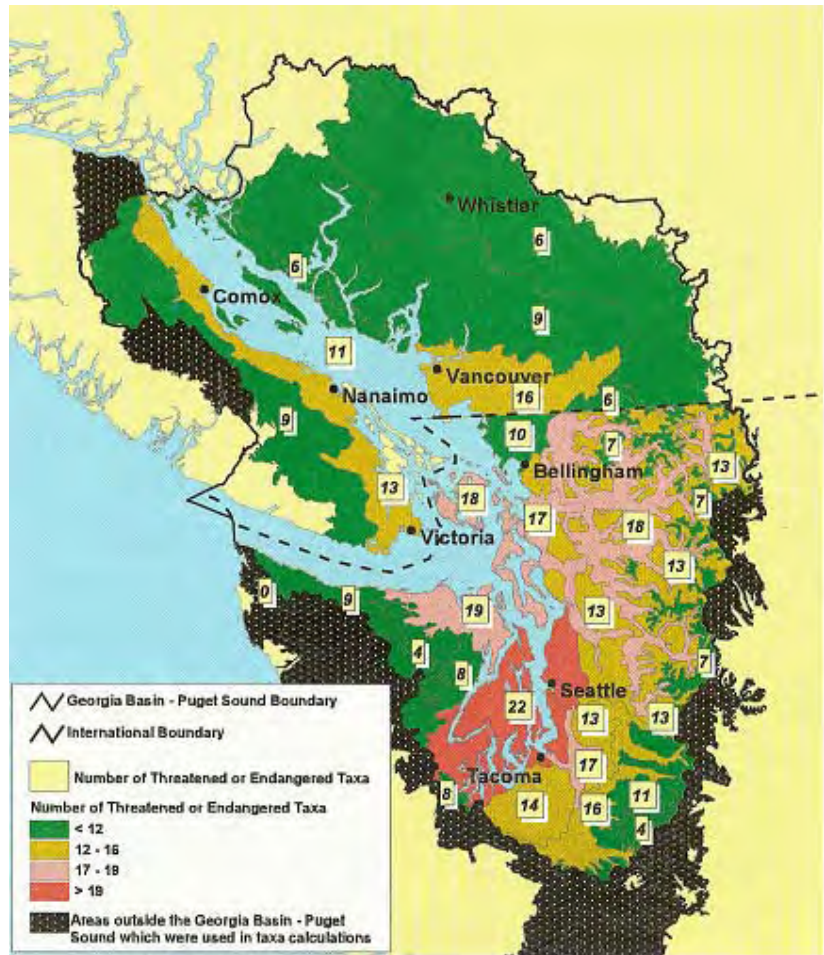 Whistler
6
6
Comox
9
11
Vancouver
Nanaimo
16
6
9
10
7
Bellingham
13
13
18
7
17
18
Victoria
13
0
9
19
13
4
7
8
Seattle
22
13
13
Tacoma
17
8
14
16
11
4
Georgia Basin - Puget Sound Boundary
International Boundary
Number of Threatened or Endangered Taxa
Number of Threatened or Endangered Taxa
< 12
12 - 16
17 - 19
> 19
Areas outside the Georgia Basin - Puget
Sound which were used in taxa calculations